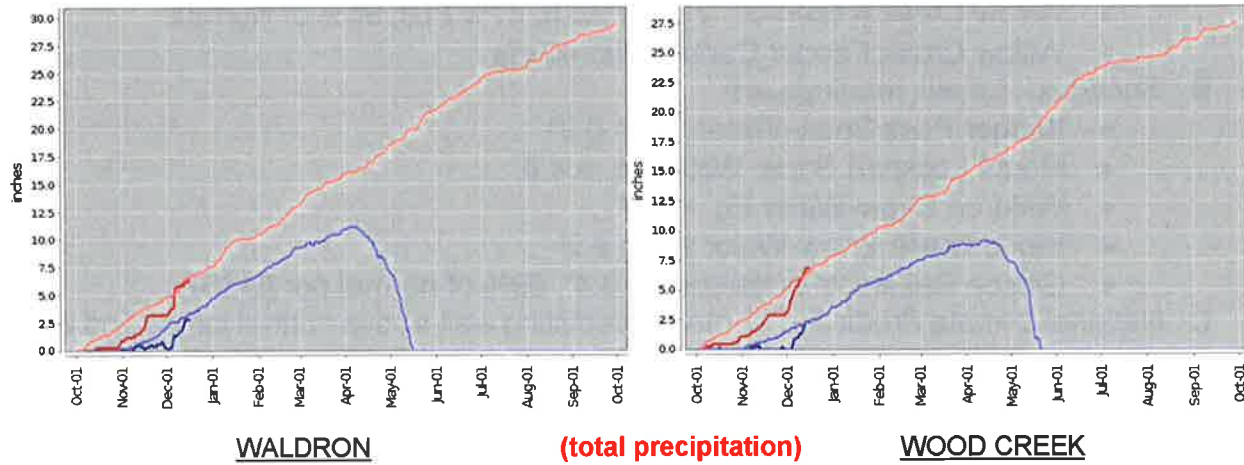 30.0
27.5
25.0
22.5
20.0
17.5
15.0
12.5
10.0
7.5
5.0
2.5
0.0
inches
Oct-01
Nov-01
Dec-01
Jan-01
Feb-01
Mar-01
Apr-01
May-01
Jun-01
Jul-01
Aug-01
Sep-01
Oct-01
27.5
25.0
22.5
20.0
17.5
15.0
12.5
10.0
7.5
5.0
2.5
0.0
inches
Oct-01
Nov-01
Dec-01
Jan-01
Feb-01
Mar-01
Apr-01
May-01
Jun-01
Jul-01
Aug-01
Sep-01
Oct-01
WALDRON
(total precipitation)
WOOD CREEK